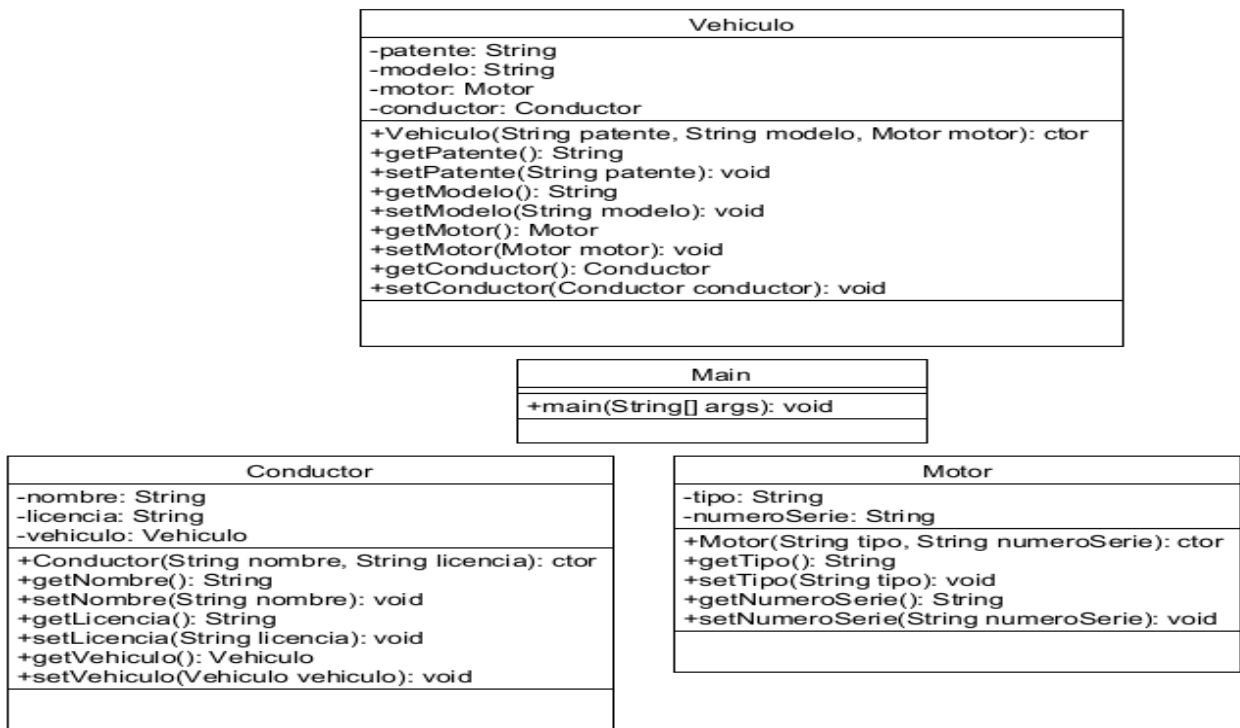 Vehiculo
-patente: String
-modelo: String
-motor: Motor
-conductor: Conductor
+Vehiculo(String patente, String modelo, Motor motor): ctor
+getPatente(): String
+setPatente(String patente): void
+getModelo(): String
+setModelo(String modelo): void
+getMotor(): Motor
+setMotor(Motor motor): void
+getConductor(): Conductor
+setConductor(Conductor conductor): void
Main
+main(String[] args): void
Conductor
-nombre: String
-licencia: String
-vehiculo: Vehiculo
+Conductor(String nombre, String licencia): ctor
+getNombre(): String
+setNombre(String nombre): void
+getLicencia(): String
+setLicencia(String licencia): void
+getVehiculo(): Vehiculo
+setVehiculo(Vehiculo vehiculo): void
Motor
-tipo: String
-numeroSerie: String
+Motor(String tipo, String numeroSerie): ctor
+getTipo(): String
+setTipo(String tipo): void
+getNumeroSerie(): String
+setNumeroSerie(String numeroSerie): void